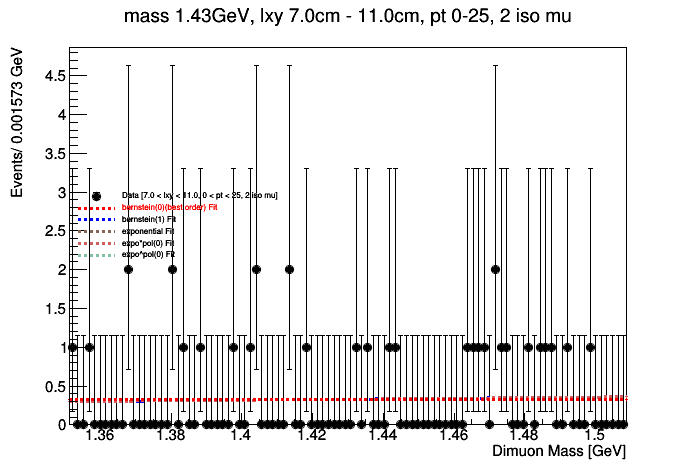 mass 1.43GeV, lxy 7.0cm - 11.0cm, pt 0-25, 2 iso mu
Events/ 0.001573 GeV
4.5
4
3.5
3
2.5
2
1.5
1
0.5
0
Data [7.0 < lxy < 11.0, 0 < pt < 25, 2 iso mu]
bernstein(0)(best order) Fit
bernstein(1) Fit
exponential Fit
expo*pol(0) Fit
expo^pol(0) Fit
1.36 1.38 1.4 1.42 1.44 1.46 1.48 1.5
Dimuon Mass [GeV]